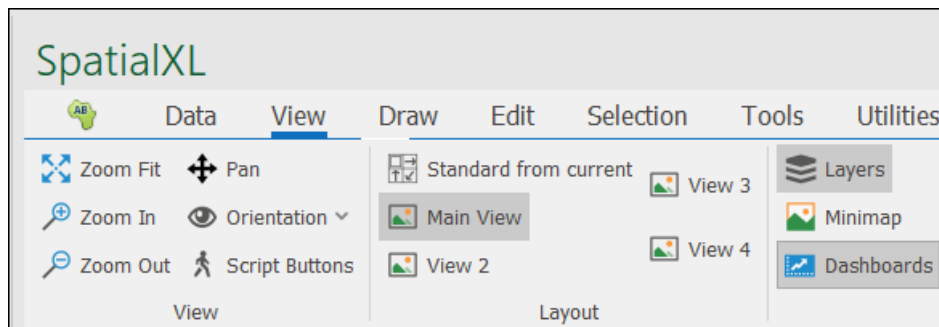 SpatialXL
AB Data View Draw Edit Selection Tools Utilities
Zoom Fit Pan Standard from current View 3 Layers
Zoom In Orientation Main View Minimap
Zoom Out Script Buttons View 2 View 4 Dashboards
View Layout